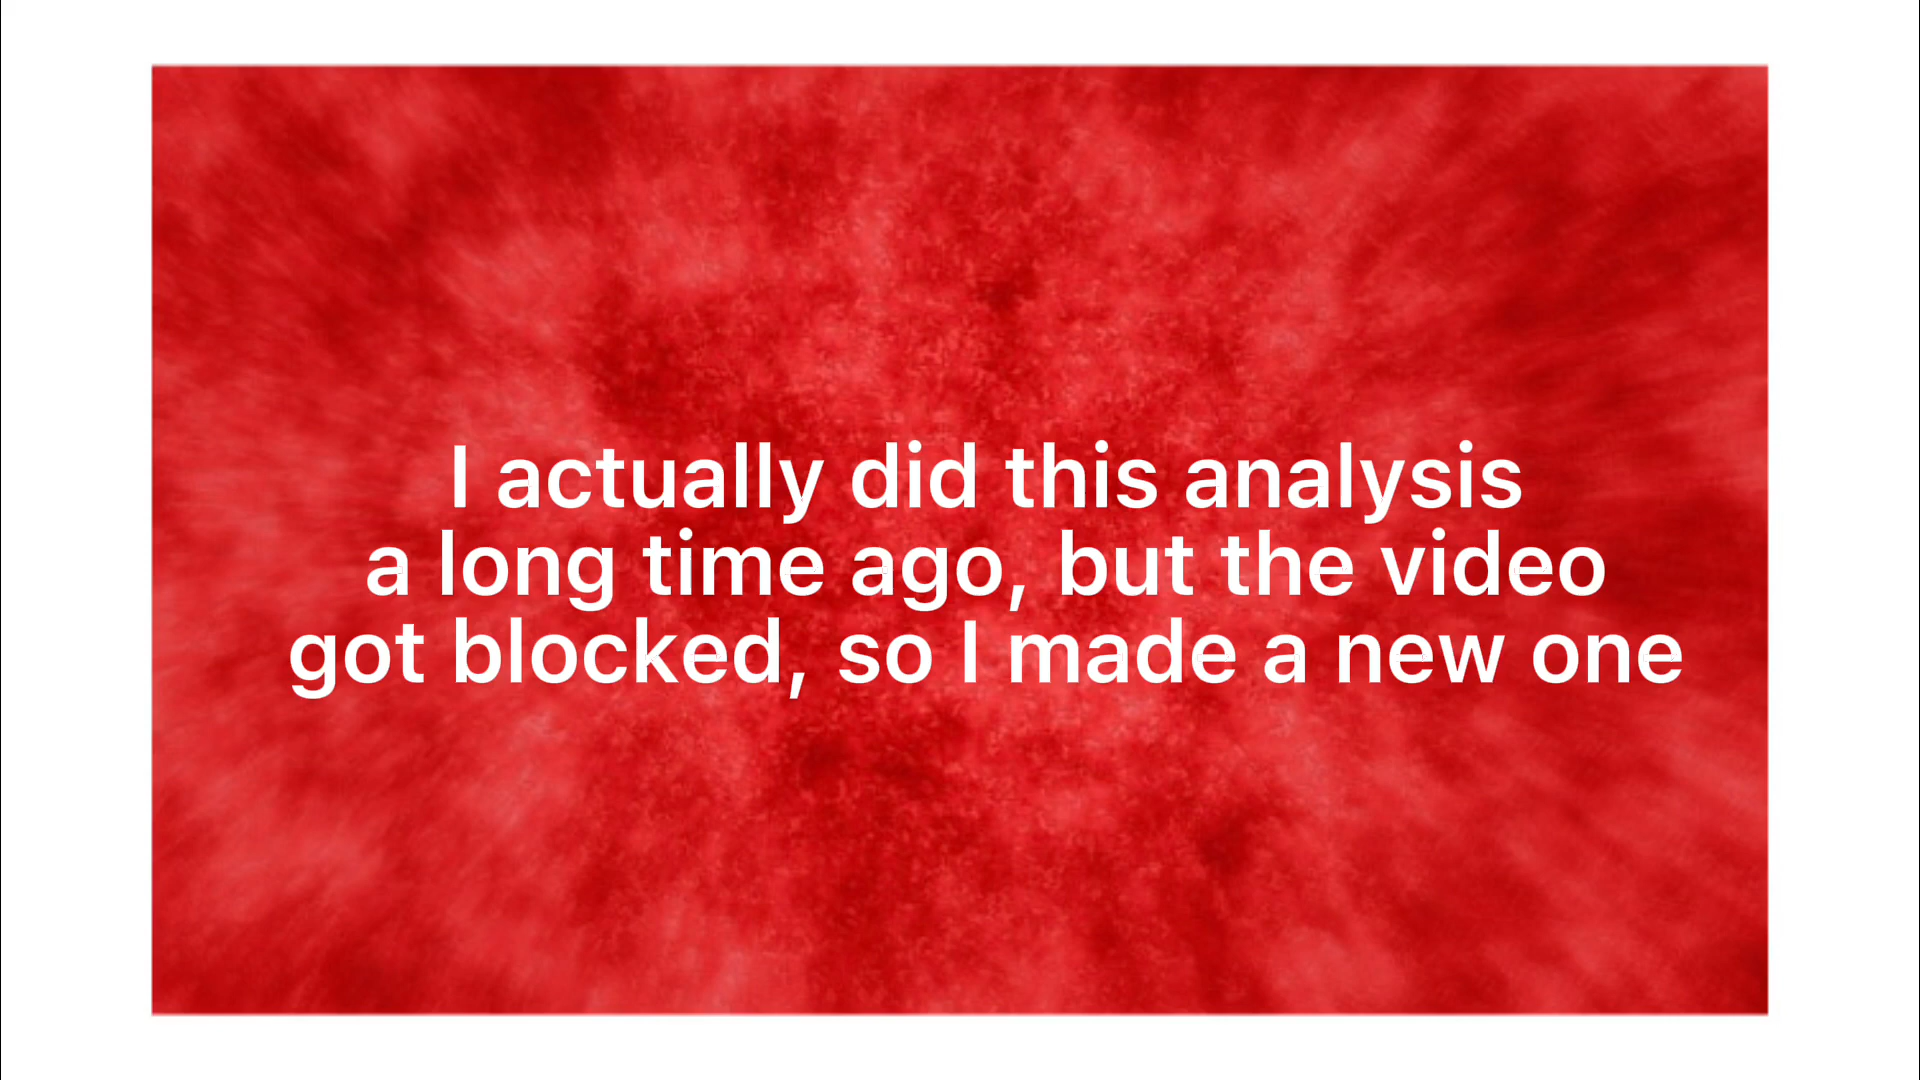 I actually did this analysis
a long time ago, but the video
got blocked, so I made a new one